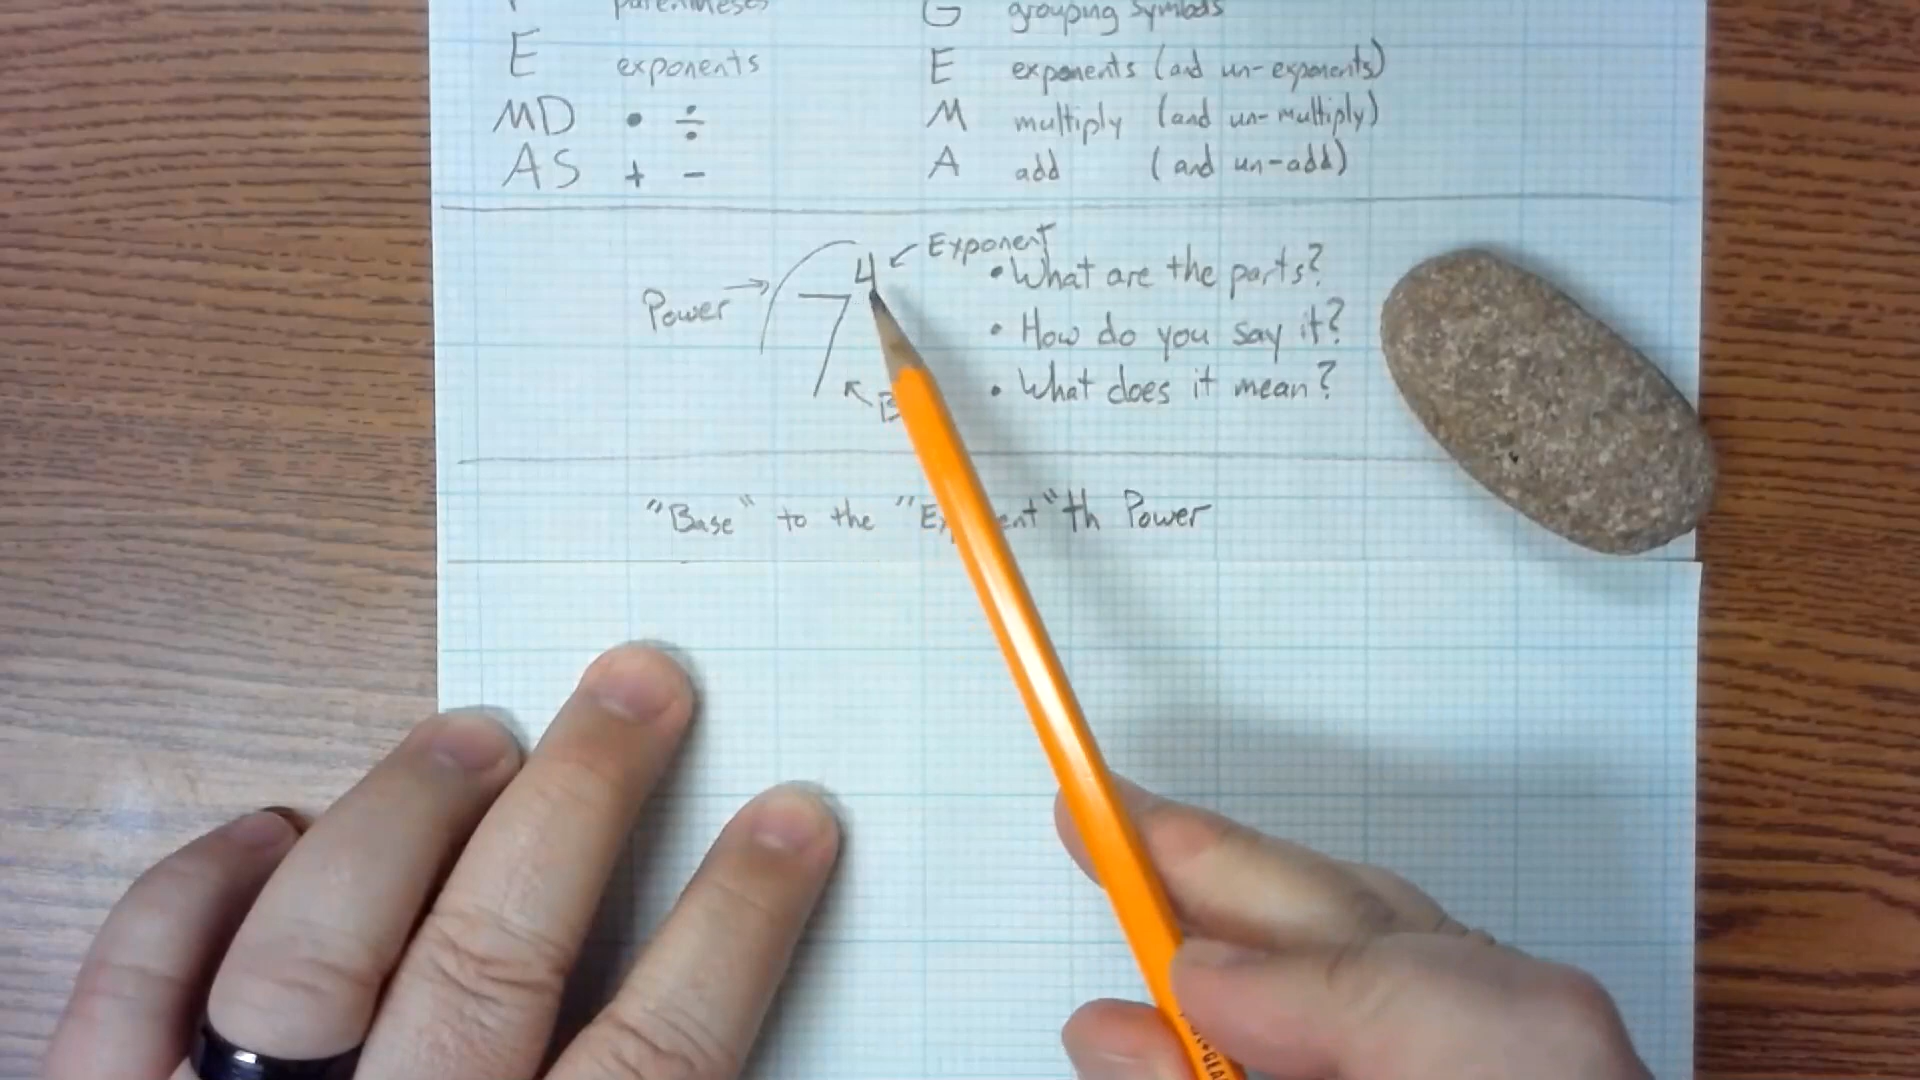 parentheses G grouping symbols
E exponents E exponents (and un-exponents)
MD • ÷ M multiply (and un-multiply)
AS + - A add (and un-add)
4 Exponent
• What are the parts?
Power 7
• How do you say it?
• What does it mean?
"Base" to the "Exponent"th Power